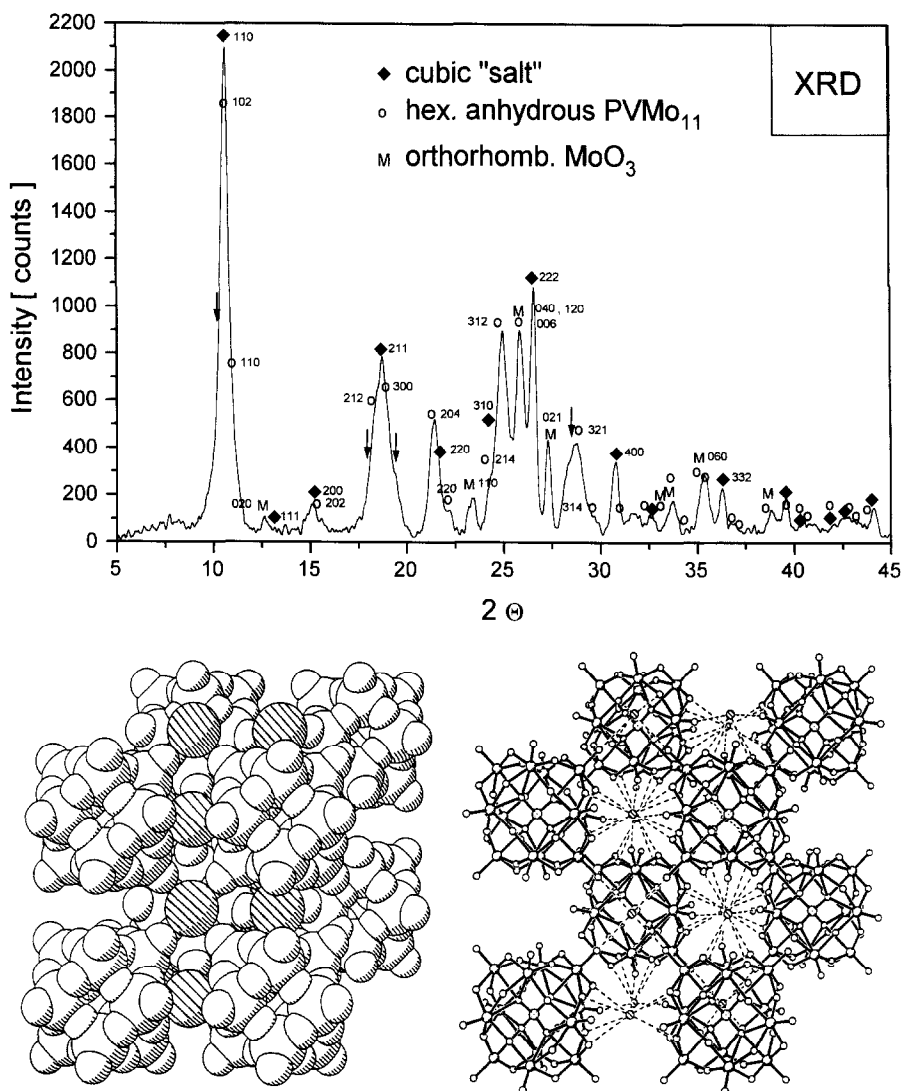 2200
2000
1800
1600
1400
1200
1000
800
600
400
200
0
Intensity [ counts ]
110
102
110
020
M
111
200
202
212
211
300
204
220
220
M 110
310
214
312
M
040 , 120
006
222
021
M
321
314
400
M 060
332
M
M
M
◆ cubic "salt"
o hex. anhydrous PVMo11
M orthorhomb. MoO3
XRD
5 10 15 20 25 30 35 40 45
2 Θ